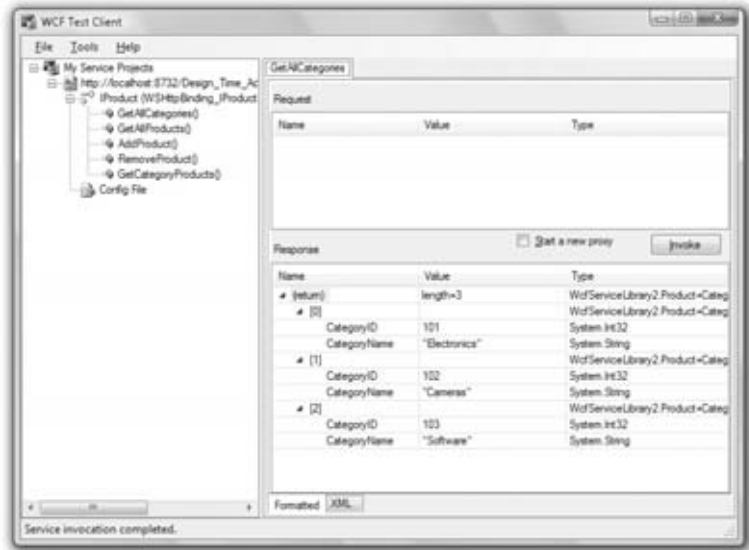 WCF Test Client
File Tools Help
My Service Projects
http://localhost:8732/Design_Time_Ac
IProduct (WSHttpBinding_IProduct
GetAllCategories()
GetAllProducts()
AddProduct()
RemoveProduct()
GetCategoryProducts()
Config File
GetAllCategories
Request
Name Value Type
Response
Start a new proxy
Invoke
Name Value Type
(return) length=3 WcfServiceLibrary2.Product+Categ
[0] WcfServiceLibrary2.Product+Categ
CategoryID 101 System.Int32
CategoryName "Electronics" System.String
[1] WcfServiceLibrary2.Product+Categ
CategoryID 102 System.Int32
CategoryName "Cameras" System.String
[2] WcfServiceLibrary2.Product+Categ
CategoryID 103 System.Int32
CategoryName "Software" System.String
Formatted XML
Service invocation completed.